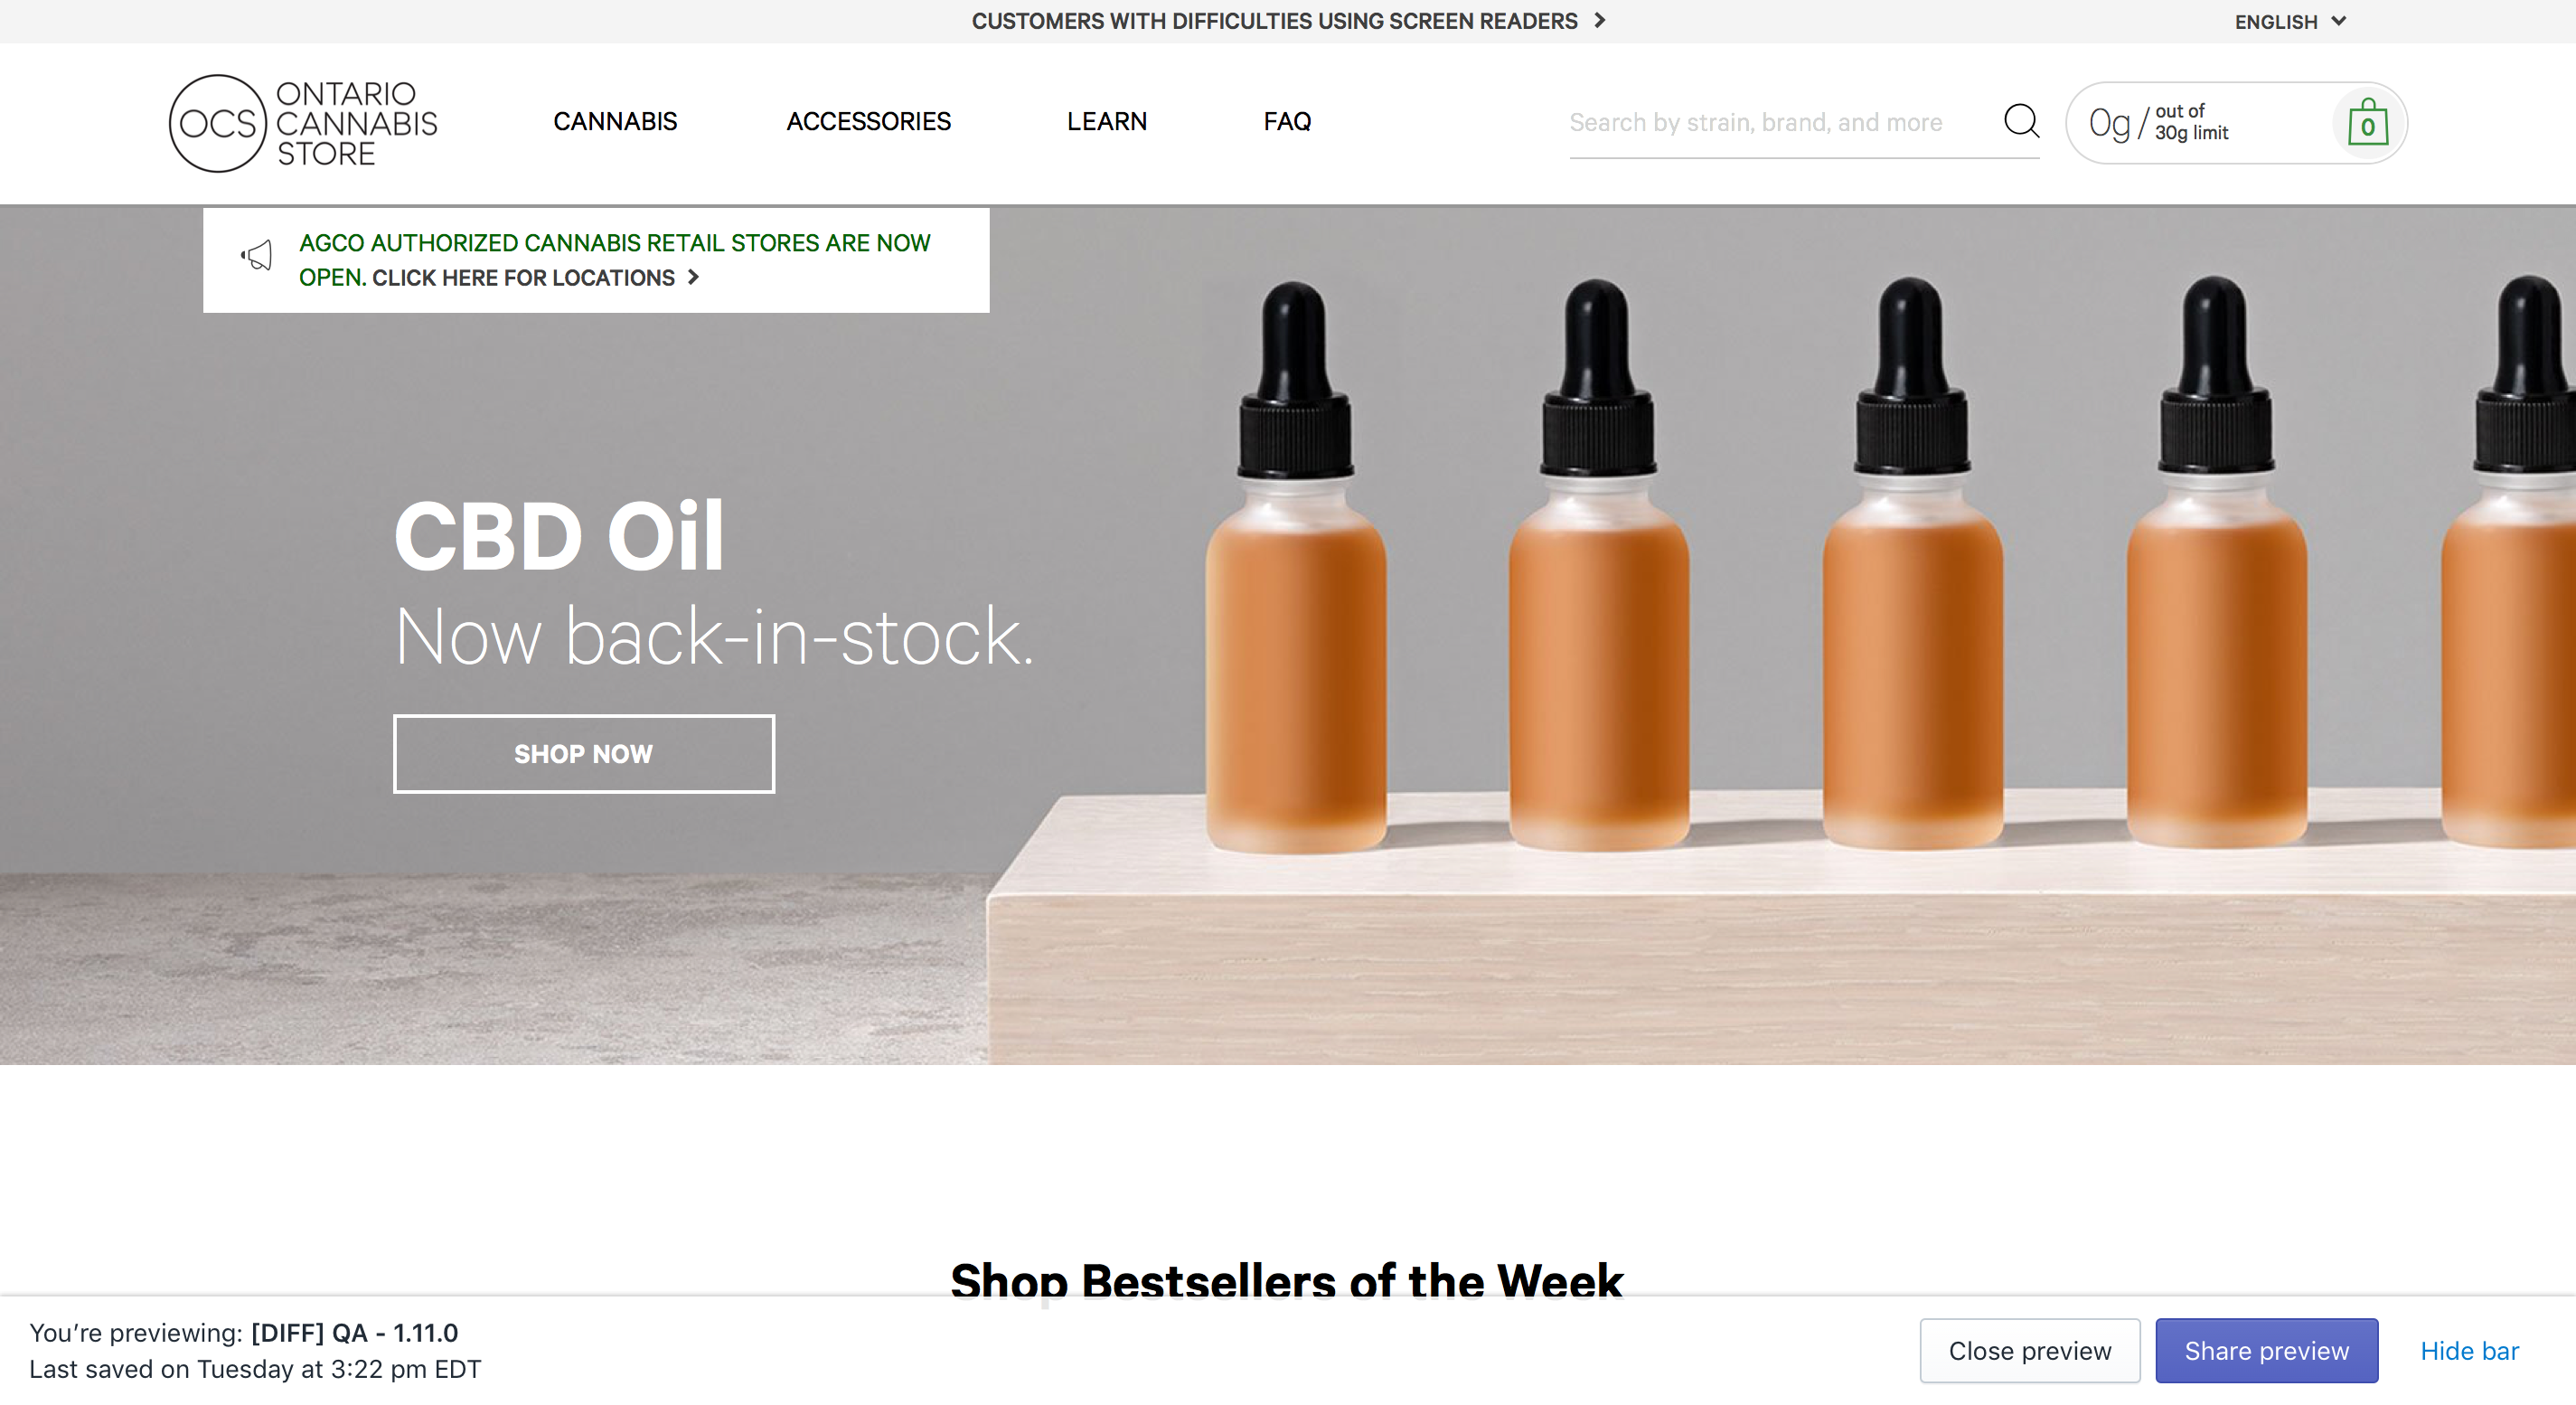 CUSTOMERS WITH DIFFICULTIES USING SCREEN READERS
ENGLISH
OCS ONTARIO
CANNABIS
STORE
CANNABIS
ACCESSORIES
LEARN
FAQ
Search by strain, brand, and more
0g / out of
30g limit
0
AGCO AUTHORIZED CANNABIS RETAIL STORES ARE NOW
OPEN. CLICK HERE FOR LOCATIONS
CBD Oil
Now back-in-stock.
SHOP NOW
Shop Bestsellers of the Week
You’re previewing: [DIFF] QA - 1.11.0
Last saved on Tuesday at 3:22 pm EDT
Close preview
Share preview
Hide bar